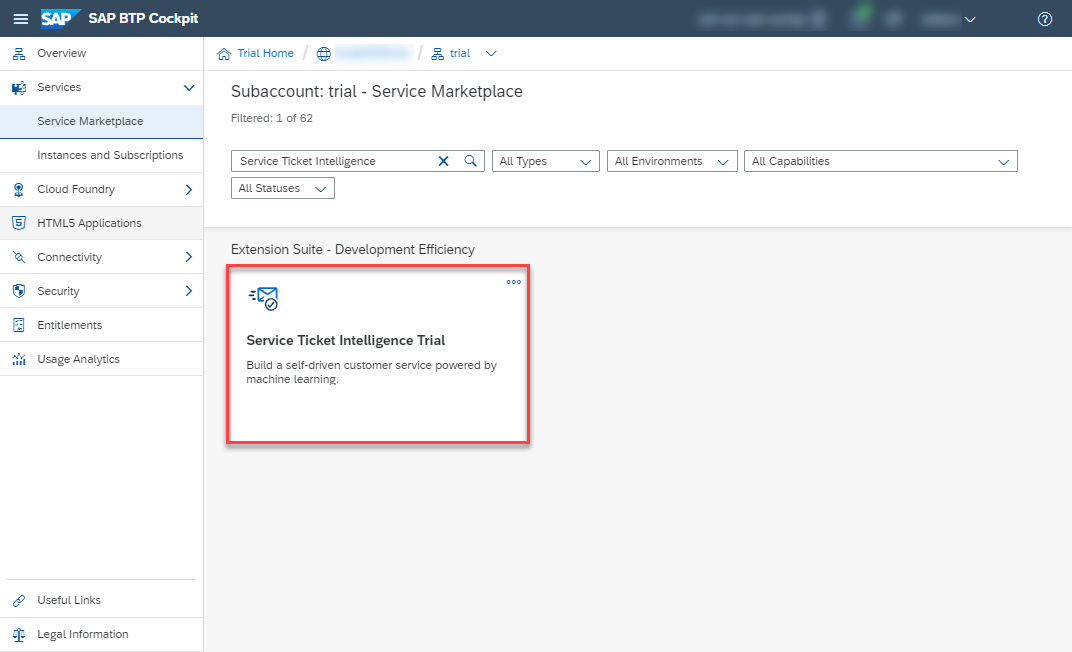 SAP SAP BTP Cockpit
Overview
Services
Service Marketplace
Instances and Subscriptions
Cloud Foundry
HTML5 Applications
Connectivity
Security
Entitlements
Usage Analytics
Useful Links
Legal Information
Trial Home / / trial
Subaccount: trial - Service Marketplace
Filtered: 1 of 62
Service Ticket Intelligence All Types All Environments All Capabilities
All Statuses
Extension Suite - Development Efficiency
Service Ticket Intelligence Trial
Build a self-driven customer service powered by
machine learning.